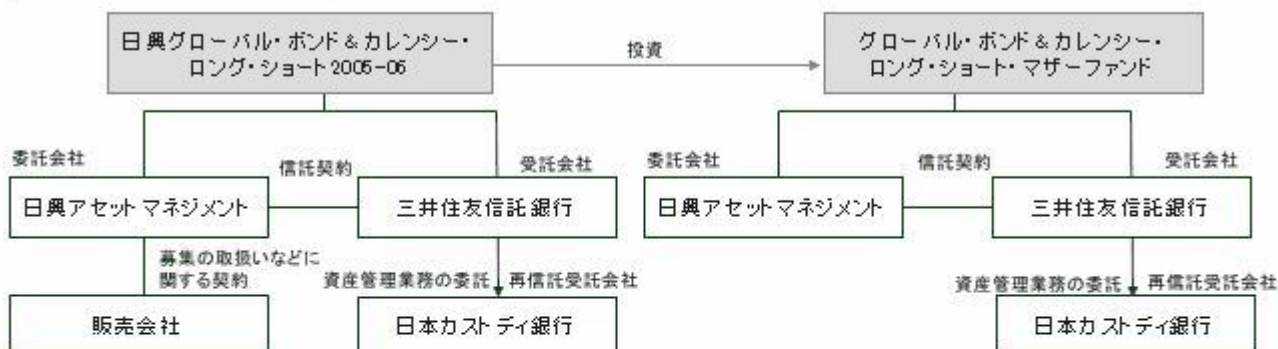 日興グローバル・ボンド＆カレンシー・
ロング・ショート2005-06
投資
グローバル・ボンド＆カレンシー・
ロング・ショート・マザーファンド
委託会社
信託契約
受託会社
日興アセットマネジメント
三井住友信託銀行
募集の取扱いなどに
関する契約
資産管理業務の委託
再信託受託会社
販売会社
日本カストディ銀行
委託会社
信託契約
受託会社
日興アセットマネジメント
三井住友信託銀行
資産管理業務の委託
再信託受託会社
日本カストディ銀行